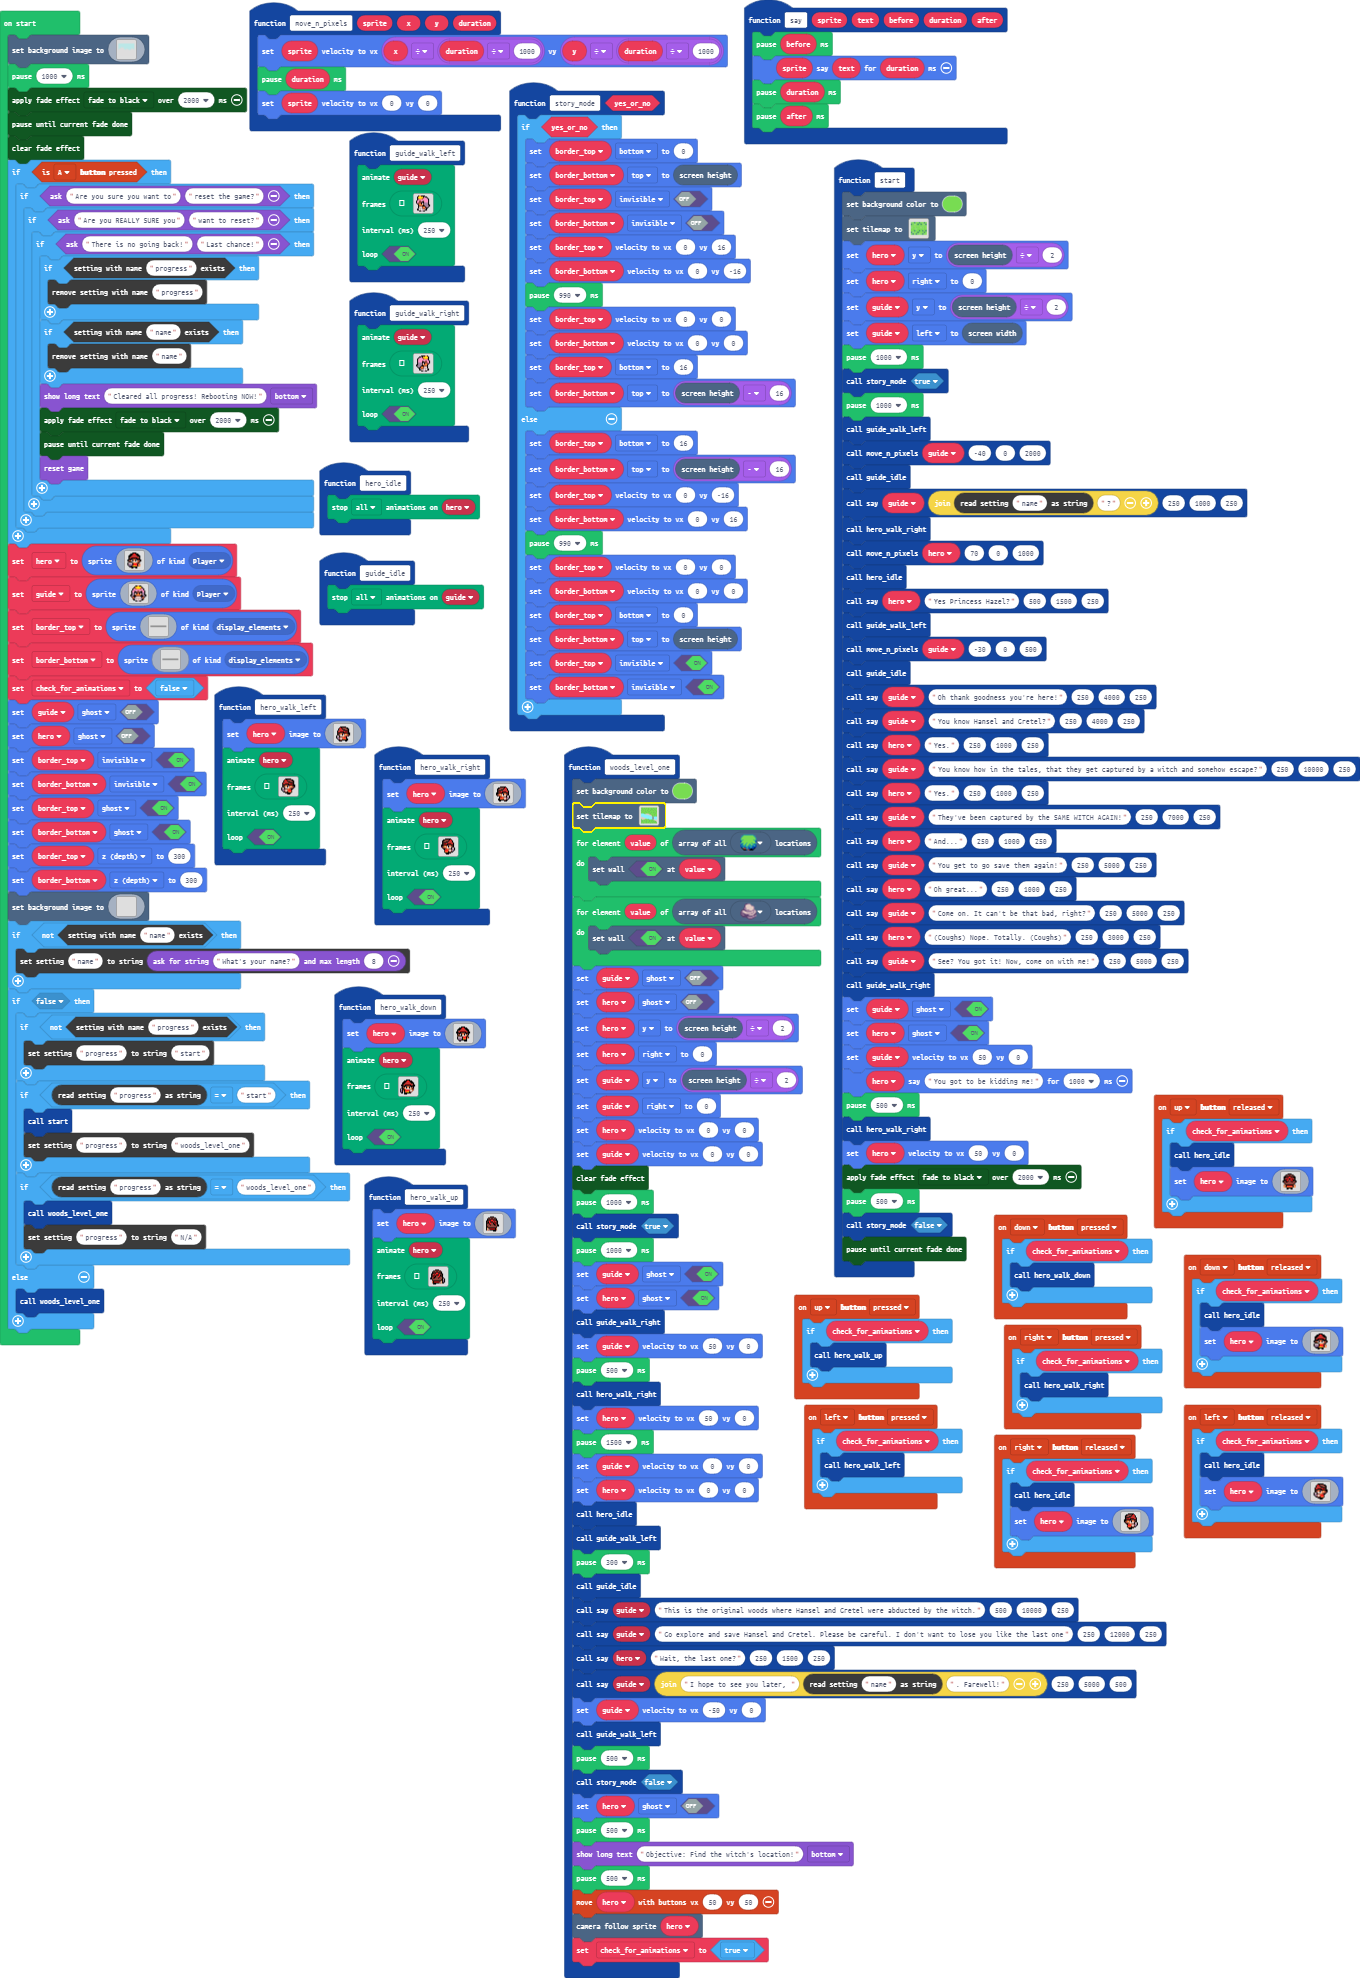 on start
set background image to
pause 1000 ms
apply fade effect fade to black over 2000 ms
pause until current fade done
clear fade effect
if is A button pressed then
if ask "Are you sure you want to" "reset the game?" then
if ask "Are you REALLY SURE you" "want to reset?" then
if ask "There is no going back!" "Last chance!" then
if setting with name "progress" exists then
remove setting with name "progress"
if setting with name "name" exists then
remove setting with name "name"
show long text "Cleared all progress! Rebooting NOW!" bottom
apply fade effect fade to black over 2000 ms
pause until current fade done
reset game
set hero to sprite of kind Player
set guide to sprite of kind Player
set border_top to sprite of kind display_elements
set border_bottom to sprite of kind display_elements
set check_for_animations to false
set guide ghost OFF
set hero ghost OFF
set border_top invisible ON
set border_bottom invisible ON
set border_top ghost ON
set border_bottom ghost ON
set border_top z (depth) to 300
set border_bottom z (depth) to 300
set background image to
if not setting with name "name" exists then
set setting "name" to string ask for string "What's your name?" and max length 8
if false then
if not setting with name "progress" exists then
set setting "progress" to string "start"
if read setting "progress" as string = "start" then
call start
set setting "progress" to string "woods_level_one"
if read setting "progress" as string = "woods_level_one" then
call woods_level_one
set setting "progress" to string "N/A"
else
call woods_level_one
function move_n_pixels sprite x y duration
set sprite velocity to vx x ÷ duration ÷ 1000 vy y ÷ duration ÷ 1000
pause duration ms
set sprite velocity to vx 0 vy 0
function guide_walk_left
animate guide
frames
interval (ms) 250
loop ON
function guide_walk_right
animate guide
frames
interval (ms) 250
loop ON
function hero_idle
stop all animations on hero
function guide_idle
stop all animations on guide
function hero_walk_left
set hero image to
animate hero
frames
interval (ms) 250
loop ON
function hero_walk_right
set hero image to
animate hero
frames
interval (ms) 250
loop ON
function hero_walk_down
set hero image to
animate hero
frames
interval (ms) 250
loop ON
function hero_walk_up
set hero image to
animate hero
frames
interval (ms) 250
loop ON
function story_mode yes_or_no
if yes_or_no then
set border_top bottom to 0
set border_bottom top to screen height
set border_top invisible OFF
set border_bottom invisible OFF
set border_top velocity to vx 0 vy 16
set border_bottom velocity to vx 0 vy -16
pause 990 ms
set border_top velocity to vx 0 vy 0
set border_bottom velocity to vx 0 vy 0
set border_top bottom to 16
set border_bottom top to screen height - 16
else
set border_top bottom to 16
set border_bottom top to screen height - 16
set border_top velocity to vx 0 vy -16
set border_bottom velocity to vx 0 vy 16
pause 990 ms
set border_top velocity to vx 0 vy 0
set border_bottom velocity to vx 0 vy 0
set border_top bottom to 0
set border_bottom top to screen height
set border_top invisible ON
set border_bottom invisible ON
function woods_level_one
set background color to
set tilemap to
for element value of array of all locations
do set wall ON at value
for element value of array of all locations
do set wall ON at value
set guide ghost OFF
set hero ghost OFF
set hero y to screen height ÷ 2
set hero right to 0
set guide y to screen height ÷ 2
set guide right to 0
set hero velocity to vx 0 vy 0
set guide velocity to vx 0 vy 0
clear fade effect
pause 1000 ms
call story_mode true
pause 1000 ms
set guide ghost ON
set hero ghost ON
call guide_walk_right
set guide velocity to vx 50 vy 0
pause 500 ms
call hero_walk_right
set hero velocity to vx 50 vy 0
pause 1500 ms
set guide velocity to vx 0 vy 0
set hero velocity to vx 0 vy 0
call hero_idle
call guide_walk_left
pause 300 ms
call guide_idle
call say guide "This is the original woods where Hansel and Gretel were abducted by the witch." 500 10000 250
call say guide "Go explore and save Hansel and Gretel. Please be careful. I don't want to lose you like the last one" 250 12000 250
call say hero "Wait, the last one?" 250 1500 250
call say guide join "I hope to see you later, " read setting "name" as string ". Farewell!" 250 5000 500
set guide velocity to vx -50 vy 0
call guide_walk_left
pause 500 ms
call story_mode false
set hero ghost OFF
pause 500 ms
show long text "Objective: Find the witch's location!" bottom
pause 500 ms
move hero with buttons vx 50 vy 50
camera follow sprite hero
set check_for_animations to true
function say sprite text before duration after
pause before ms
sprite say text for duration ms
pause duration ms
pause after ms
function start
set background color to
set tilemap to
set hero y to screen height ÷ 2
set hero right to 0
set guide y to screen height ÷ 2
set guide left to screen width
pause 1000 ms
call story_mode true
pause 1000 ms
call guide_walk_left
call move_n_pixels guide -40 0 2000
call guide_idle
call say guide join read setting "name" as string "?" 250 1000 250
call hero_walk_right
call move_n_pixels hero 70 0 1000
call hero_idle
call say hero "Yes Princess Hazel?" 500 1500 250
call guide_walk_left
call move_n_pixels guide -30 0 500
call guide_idle
call say guide "Oh thank goodness you're here!" 250 4000 250
call say guide "You know Hansel and Gretel?" 250 4000 250
call say hero "Yes." 250 1000 250
call say guide "You know how in the tales, that they get captured by a witch and somehow escape?" 250 10000 250
call say hero "Yes." 250 1000 250
call say guide "They've been captured by the SAME WITCH AGAIN!" 250 7000 250
call say hero "And..." 250 1000 250
call say guide "You get to go save them again!" 250 5000 250
call say hero "Oh great..." 250 1000 250
call say guide "Come on. It can't be that bad, right?" 250 5000 250
call say hero "(Coughs) Nope. Totally. (Coughs)" 250 3000 250
call say guide "See? You got it! Now, come on with me!" 250 5000 250
call guide_walk_right
set guide ghost ON
set hero ghost ON
set guide velocity to vx 50 vy 0
hero say "You got to be kidding me!" for 1000 ms
pause 500 ms
call hero_walk_right
set hero velocity to vx 50 vy 0
apply fade effect fade to black over 2000 ms
pause 500 ms
call story_mode false
pause until current fade done
on up button pressed
if check_for_animations then
call hero_walk_up
on left button pressed
if check_for_animations then
call hero_walk_left
on down button pressed
if check_for_animations then
call hero_walk_down
on right button pressed
if check_for_animations then
call hero_walk_right
on right button released
if check_for_animations then
call hero_idle
set hero image to
on up button released
if check_for_animations then
call hero_idle
set hero image to
on down button released
if check_for_animations then
call hero_idle
set hero image to
on left button released
if check_for_animations then
call hero_idle
set hero image to